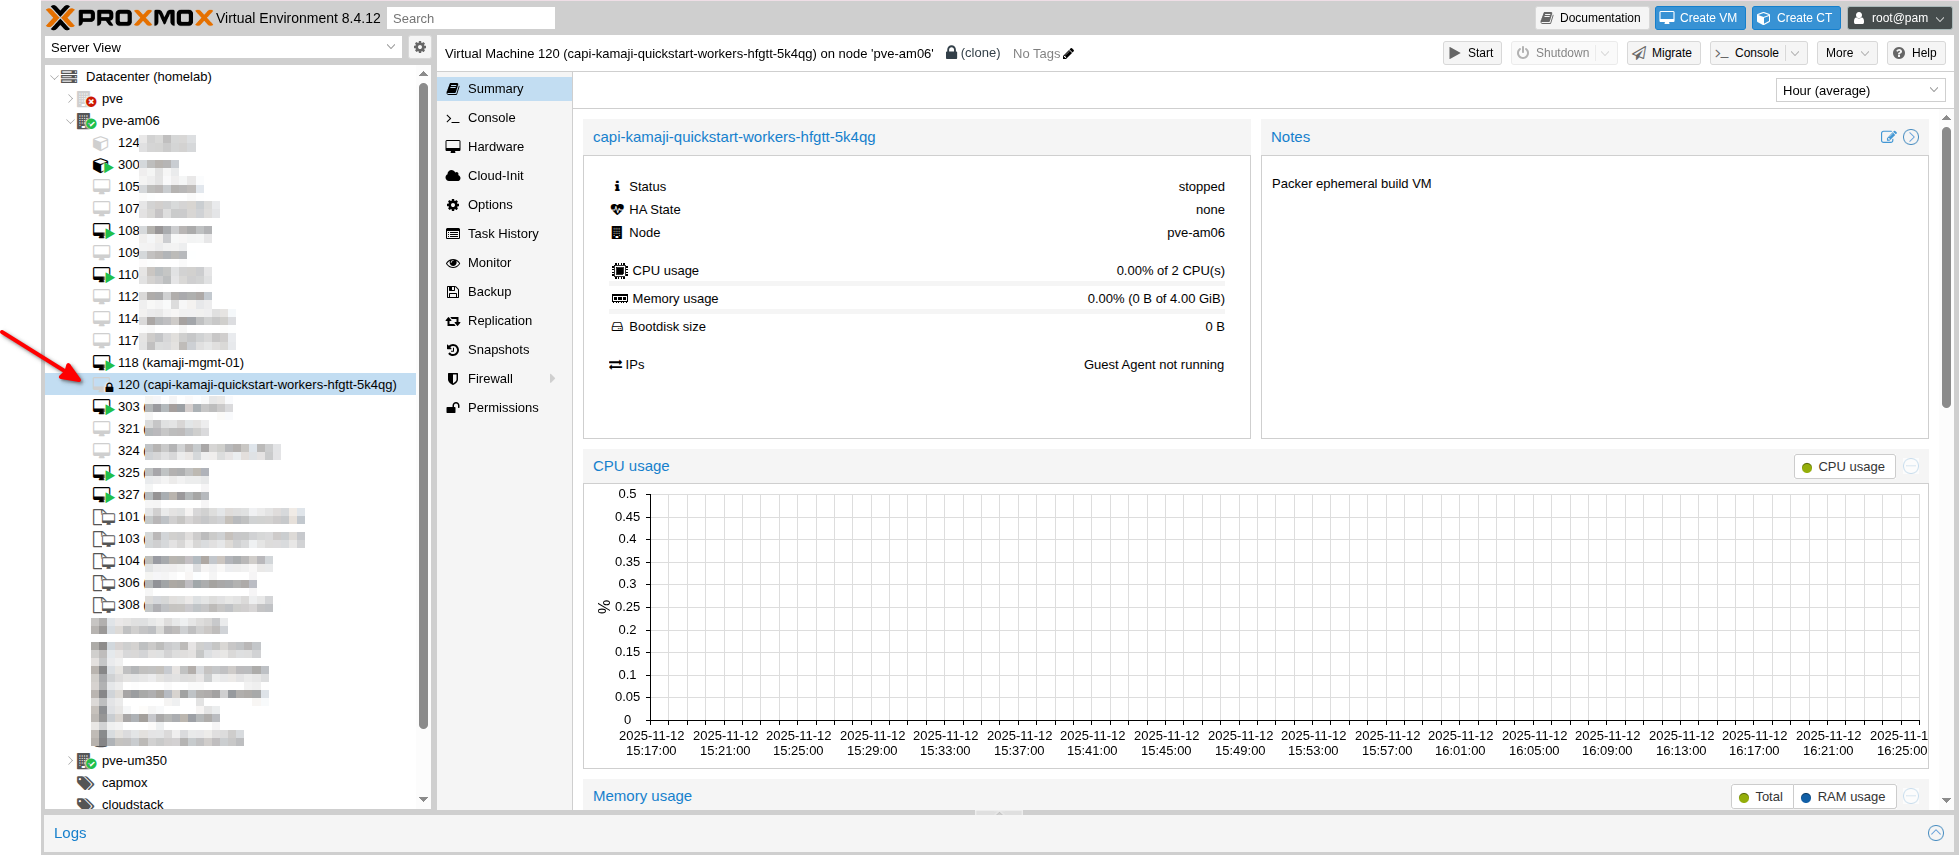 PROXMOX Virtual Environment 8.4.12 Search Documentation Create VM Create CT root@pam
Server View
Virtual Machine 120 (capi-kamaji-quickstart-workers-hfgtt-5k4qg) on node 'pve-am06' (clone) No Tags Start Shutdown Migrate Console More Help
Datacenter (homelab)
pve
pve-am06
124
300
105
107
108
109
110
112
114
117
118 (kamaji-mgmt-01)
120 (capi-kamaji-quickstart-workers-hfgtt-5k4qg)
303 (
321 (
324 (
325 (
327 (
101 (
103 (
104 (
306 (
308 (
pve-um350
capmox
cloudstack
Summary
Console
Hardware
Cloud-Init
Options
Task History
Monitor
Backup
Replication
Snapshots
Firewall
Permissions
Hour (average)
capi-kamaji-quickstart-workers-hfgtt-5k4qg
Status stopped
HA State none
Node pve-am06
CPU usage 0.00% of 2 CPU(s)
Memory usage 0.00% (0 B of 4.00 GiB)
Bootdisk size 0 B
IPs Guest Agent not running
Notes
Packer ephemeral build VM
CPU usage
CPU usage
%
0.5
0.45
0.4
0.35
0.3
0.25
0.2
0.15
0.1
0.05
0
2025-11-12 2025-11-12 2025-11-12 2025-11-12 2025-11-12 2025-11-12 2025-11-12 2025-11-12 2025-11-12 2025-11-12 2025-11-12 2025-11-12 2025-11-12 2025-11-12 2025-11-12 2025-11-12 2025-11-12 2025-11-1
15:17:00 15:21:00 15:25:00 15:29:00 15:33:00 15:37:00 15:41:00 15:45:00 15:49:00 15:53:00 15:57:00 16:01:00 16:05:00 16:09:00 16:13:00 16:17:00 16:21:00 16:25:00
Memory usage
Total RAM usage
Logs